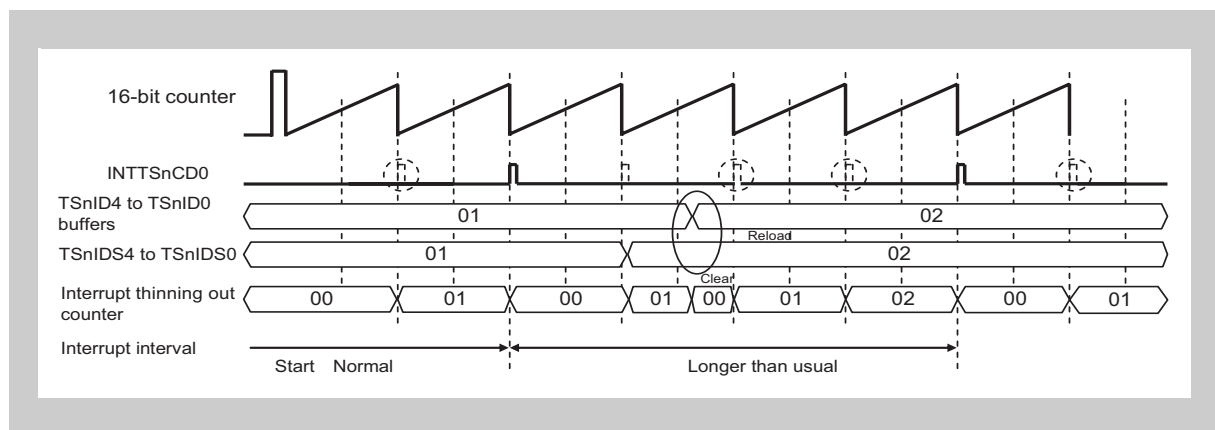 16-bit counter
INTTSnCD0
TSnID4 to TSnID0
buffers
01
02
Reload
TSnIDS4 to TSnIDS0
01
02
Clear
Interrupt thinning out
counter
00
01
00
01
00
01
02
00
01
Interrupt interval
Start Normal
Longer than usual